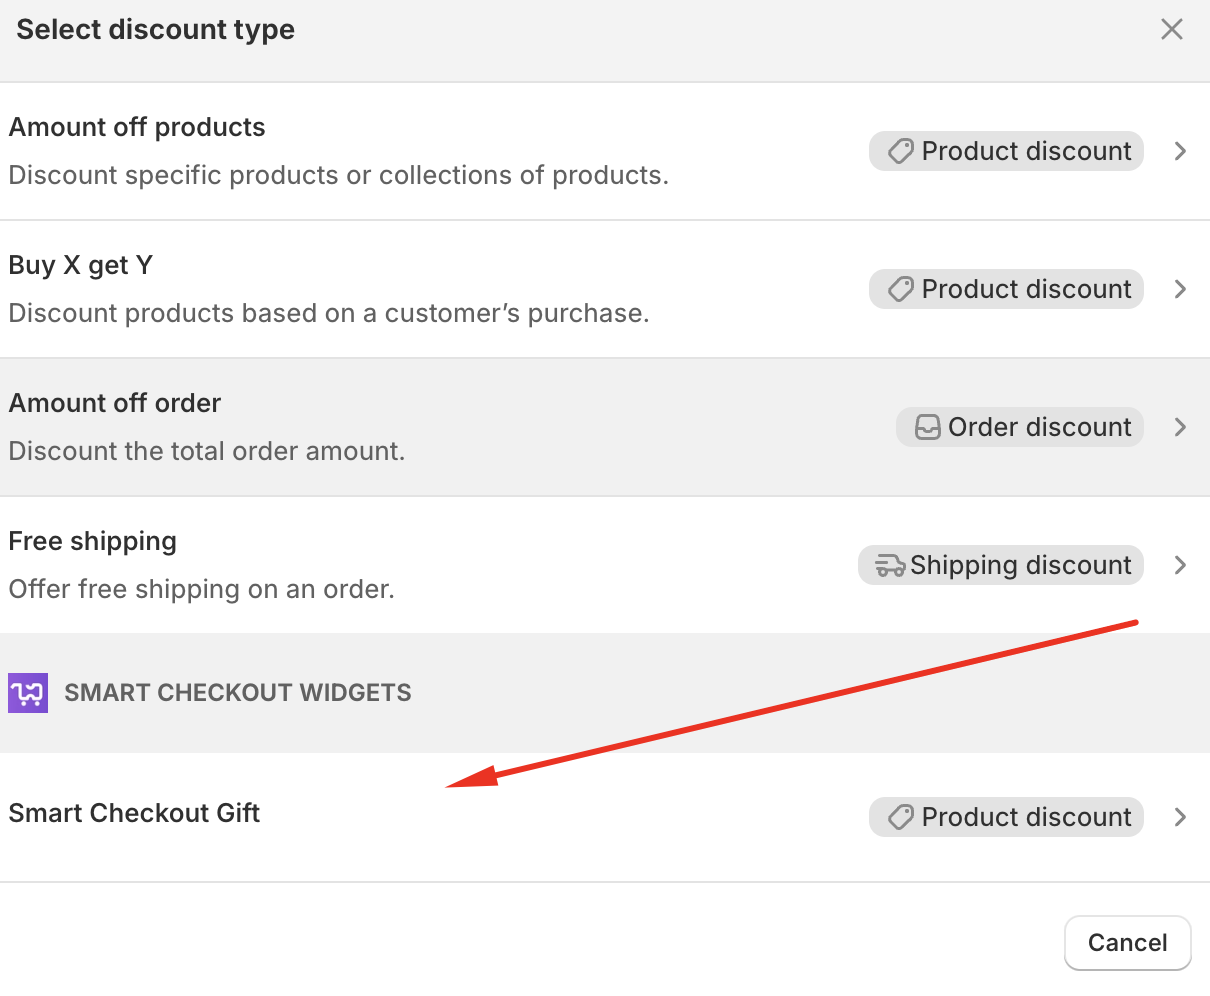 Select discount type
Amount off products
Product discount
Discount specific products or collections of products.
Buy X get Y
Product discount
Discount products based on a customer’s purchase.
Amount off order
Order discount
Discount the total order amount.
Free shipping
Shipping discount
Offer free shipping on an order.
SMART CHECKOUT WIDGETS
Smart Checkout Gift
Product discount
Cancel